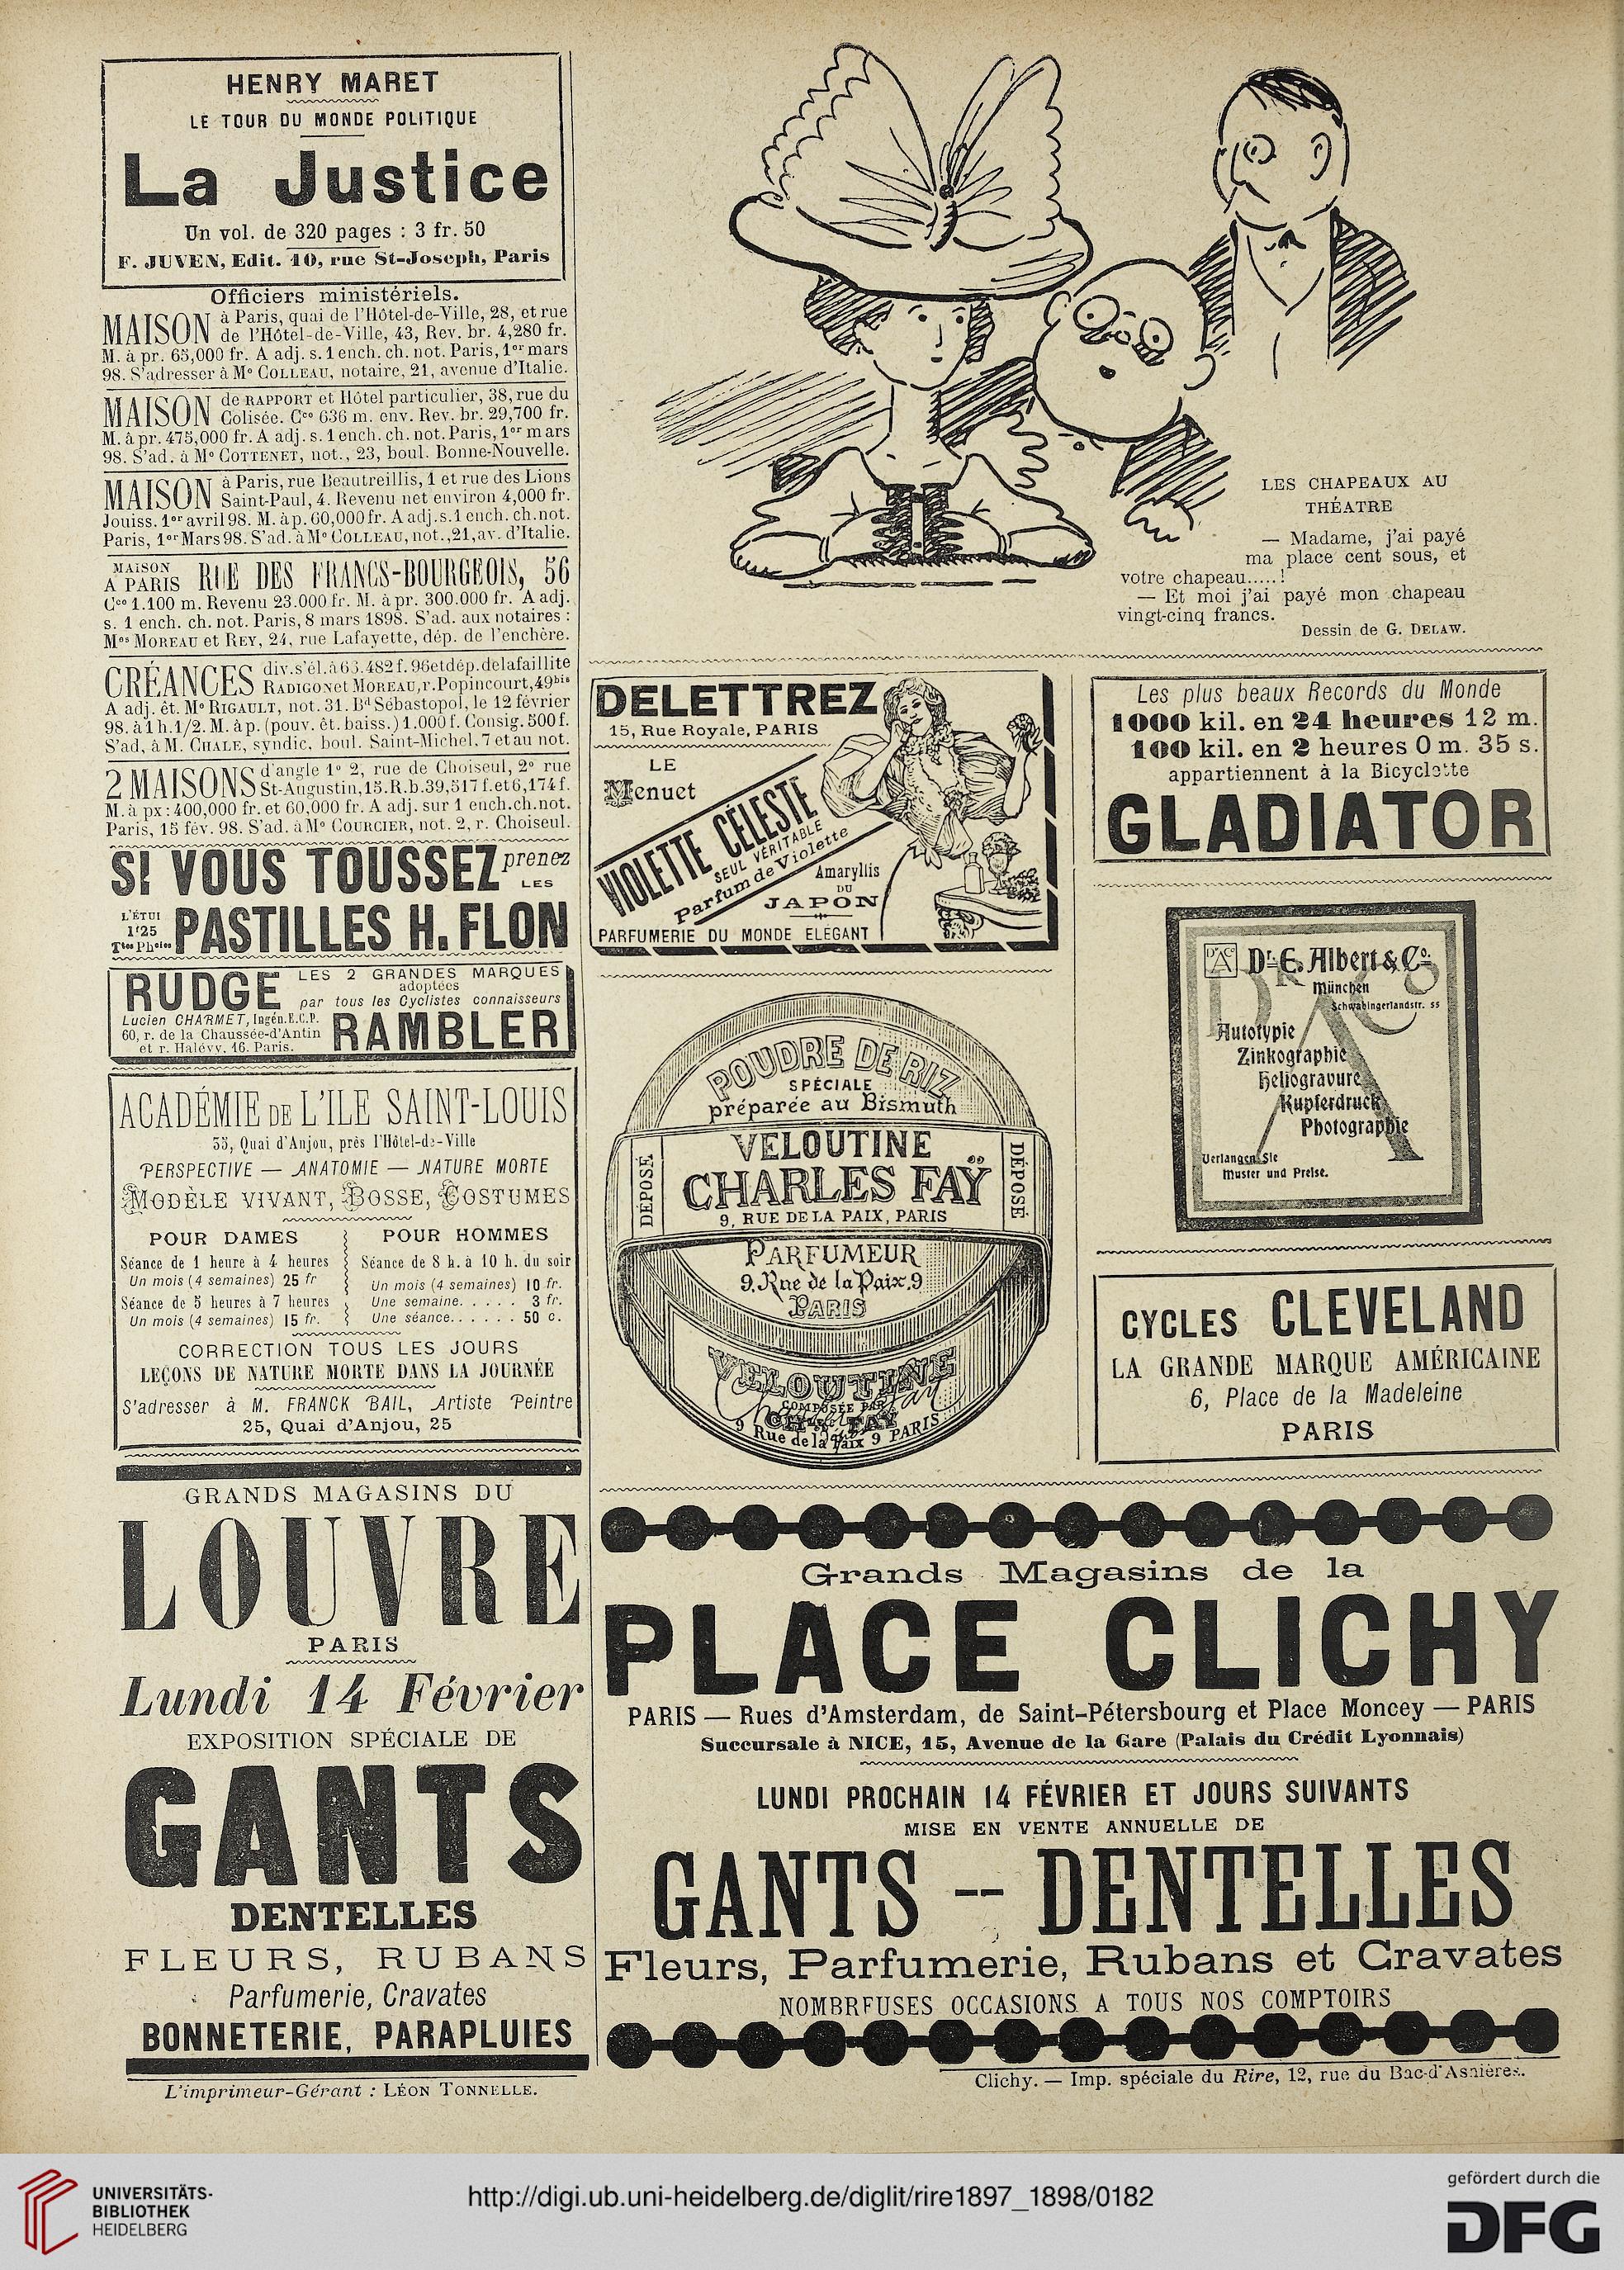 HENRY MARET
LE TOUR DU MONDE POLITIQUE
La Justice
Un vol. de 320 pages : 3 fr. 50
F. JUVEN, Edit. 10, rue St-Joseph, Paris
Officiers ministériels.
MAISON à Paris, quai de l'Hôtel-de-Ville, 28, et rue
de l'Hôtel-de-Ville, 43, Rev. br. 4,280 fr.
M. à pr. 65,000 fr. A adj. s. 1 ench. ch. not. Paris, 1er mars
98. S'adresser à Me COLLEAU, notaire, 21, avenue d'Italie.
MAISON de RAPPORT et Hôtel particulier, 38, rue du
Colisée. Cce 636 m. env. Rev. br. 29,700 fr.
M. à pr. 475,000 fr. A adj. s. 1 ench. ch. not. Paris, 1er mars
98. S'ad. à Me COTTENET, not., 23, boul. Bonne-Nouvelle.
MAISON à Paris, rue Beautreillis, 1 et rue des Lions
Saint-Paul, 4. Revenu net environ 4,000 fr.
Jouiss. 1er avril 98. M. à p. 60,000 fr. A adj. s. 1 ench. ch. not.
Paris, 1er Mars 98. S'ad. à Me COLLEAU, not., 21, av. d'Italie.
MAISON A PARIS RUE DES FRANCS-BOURGEOIS, 56
Cce 1.100 m. Revenu 23.000 fr. M. à pr. 300.000 fr. A adj.
s. 1 ench. ch. not. Paris, 8 mars 1898. S'ad. aux notaires :
Mes MOREAU et REY, 24, rue Lafayette, dép. de l'enchère.
CRÉANCES div. s'él. à 63.482 f. 96 et dép. de la faillite
RADIGON et MOREAU, r. Popincourt, 49bis
A adj. ét. Me RIGAULT, not. 31. Bd Sébastopol, le 12 février
98. à 1 h. 1/2. M. à p. (pouv. êt. baiss.) 1.000 f. Consig. 500 f.
S'ad, à M. CHALE, syndic, boul. Saint-Michel. 7 et au not.
2 MAISONS d'angle 1° 2, rue de Choiseul, 2° rue
St-Augustin, 15. R. b. 39,517 f. et 6,174 f.
M. à px : 400,000 fr. et 60,000 fr. A adj. sur 1 ench. ch. not.
Paris, 15 fév. 98. S'ad. à Me COURCIER, not. 2, r. Choiseul.
SI VOUS TOUSSEZ prenez
LES
L'ÉTUI
1f25
Ttes Phcies PASTILLES H. FLON
RUDGE LES 2 GRANDES MARQUES
adoptées
par tous les Cyclistes connaisseurs
Lucien CHARMET, Ingén. E.C.P.
60, r. de la Chaussée-d'Antin
et r. Halévy, 16. Paris. RAMBLER
ACADÉMIE DE L'ILE SAINT-LOUIS
35, Quai d'Anjou, près l'Hôtel-de-Ville
PERSPECTIVE — ANATOMIE — NATURE MORTE
MODÈLE VIVANT, BOSSE, COSTUMES
POUR DAMES
Séance de 1 heure à 4 heures
Un mois (4 semaines) 25 fr
Séance de 5 heures à 7 heures
Un mois (4 semaines) 15 fr.
POUR HOMMES
Séance de 8 h. à 10 h. du soir
Un mois (4 semaines) 10 fr.
Une semaine. . . . . 3 fr.
Une séance. . . . . . 50 c.
CORRECTION TOUS LES JOURS
LEÇONS DE NATURE MORTE DANS LA JOURNÉE
S'adresser à M. FRANCK BAIL, Artiste Peintre
25, Quai d'Anjou, 25
GRANDS MAGASINS DU
LOUVRE
PARIS
Lundi 14 Février
EXPOSITION SPÉCIALE DE
GANTS
DENTELLES
FLEURS, RUBANS
Parfumerie, Cravates
BONNETERIE, PARAPLUIES
L'imprimeur-Gérant : LÉON TONNELLE.
LES CHAPEAUX AU
THÉATRE
— Madame, j'ai payé
ma place cent sous, et
votre chapeau.....!
— Et moi j'ai payé mon chapeau
vingt-cinq francs.
Dessin de G. DELAW.
DELETTREZ
15, Rue Royale, PARIS
LE
Menuet
VIOLETTE CÉLESTE
SEUL VÉRITABLE
Parfum de Violette
Amaryllis
DU
JAPON
PARFUMERIE DU MONDE ELÉGANT
Les plus beaux Records du Monde
1000 kil. en 24 heures 12 m.
100 kil. en 2 heures 0 m. 35 s.
appartiennent à la Bicyclette
GLADIATOR
POUDRE DE RIZ
SPÉCIALE
préparée au Bismuth
VELOUTINE
CHARLES FAŸ
9, RUE DE LA PAIX, PARIS
DÉPOSÉ
DÉPOSÉ
PARFUMEUR
9. Rue de la Paix. 9
PARIS
VELOUTINE
COMPOSÉE PAR
CHles FAY
9 Rue de la Paix 9 PARIS
DAC
Dr. E. Albert & Co.
München
Schwabingerlandstr. 55
Autotypie
Zinkographie
Heliogravure
Kupferdruck
Photographie
Verlangen Sie
Muster und Preise.
CYCLES CLEVELAND
LA GRANDE MARQUE AMÉRICAINE
6, Place de la Madeleine
PARIS
Grands Magasins de la
PLACE CLICHY
PARIS — Rues d'Amsterdam, de Saint-Pétersbourg et Place Moncey — PARIS
Succursale à NICE, 15, Avenue de la Gare (Palais du Crédit Lyonnais)
LUNDI PROCHAIN 14 FÉVRIER ET JOURS SUIVANTS
MISE EN VENTE ANNUELLE DE
GANTS -- DENTELLES
Fleurs, Parfumerie, Rubans et Cravates
NOMBREUSES OCCASIONS A TOUS NOS COMPTOIRS
Clichy. — Imp. spéciale du Rire, 12, rue du Bac-d'Asnières.
UNIVERSITÄTS-
BIBLIOTHEK
HEIDELBERG
http://digi.ub.uni-heidelberg.de/diglit/rire1897_1898/0182
gefördert durch die
DFG